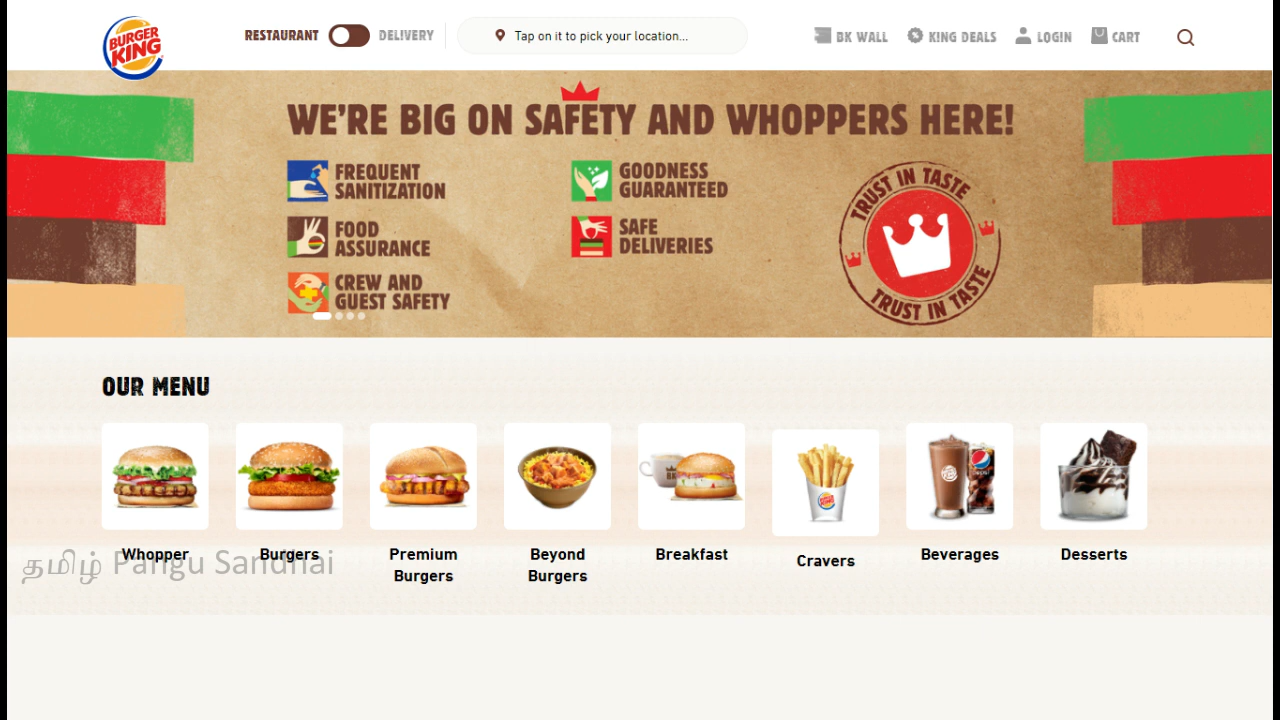 BURGER KING
RESTAURANT
DELIVERY
Tap on it to pick your location...
BK WALL
KING DEALS
LOGIN
CART
WE'RE BIG ON SAFETY AND WHOPPERS HERE!
FREQUENT
SANITIZATION
GOODNESS
GUARANTEED
FOOD
ASSURANCE
SAFE
DELIVERIES
CREW AND
GUEST SAFETY
TRUST IN TASTE
TRUST IN TASTE
OUR MENU
Whopper
Burgers
Premium
Burgers
Beyond
Burgers
Breakfast
Cravers
Beverages
Desserts
தமிழ் Pangu Sandhai